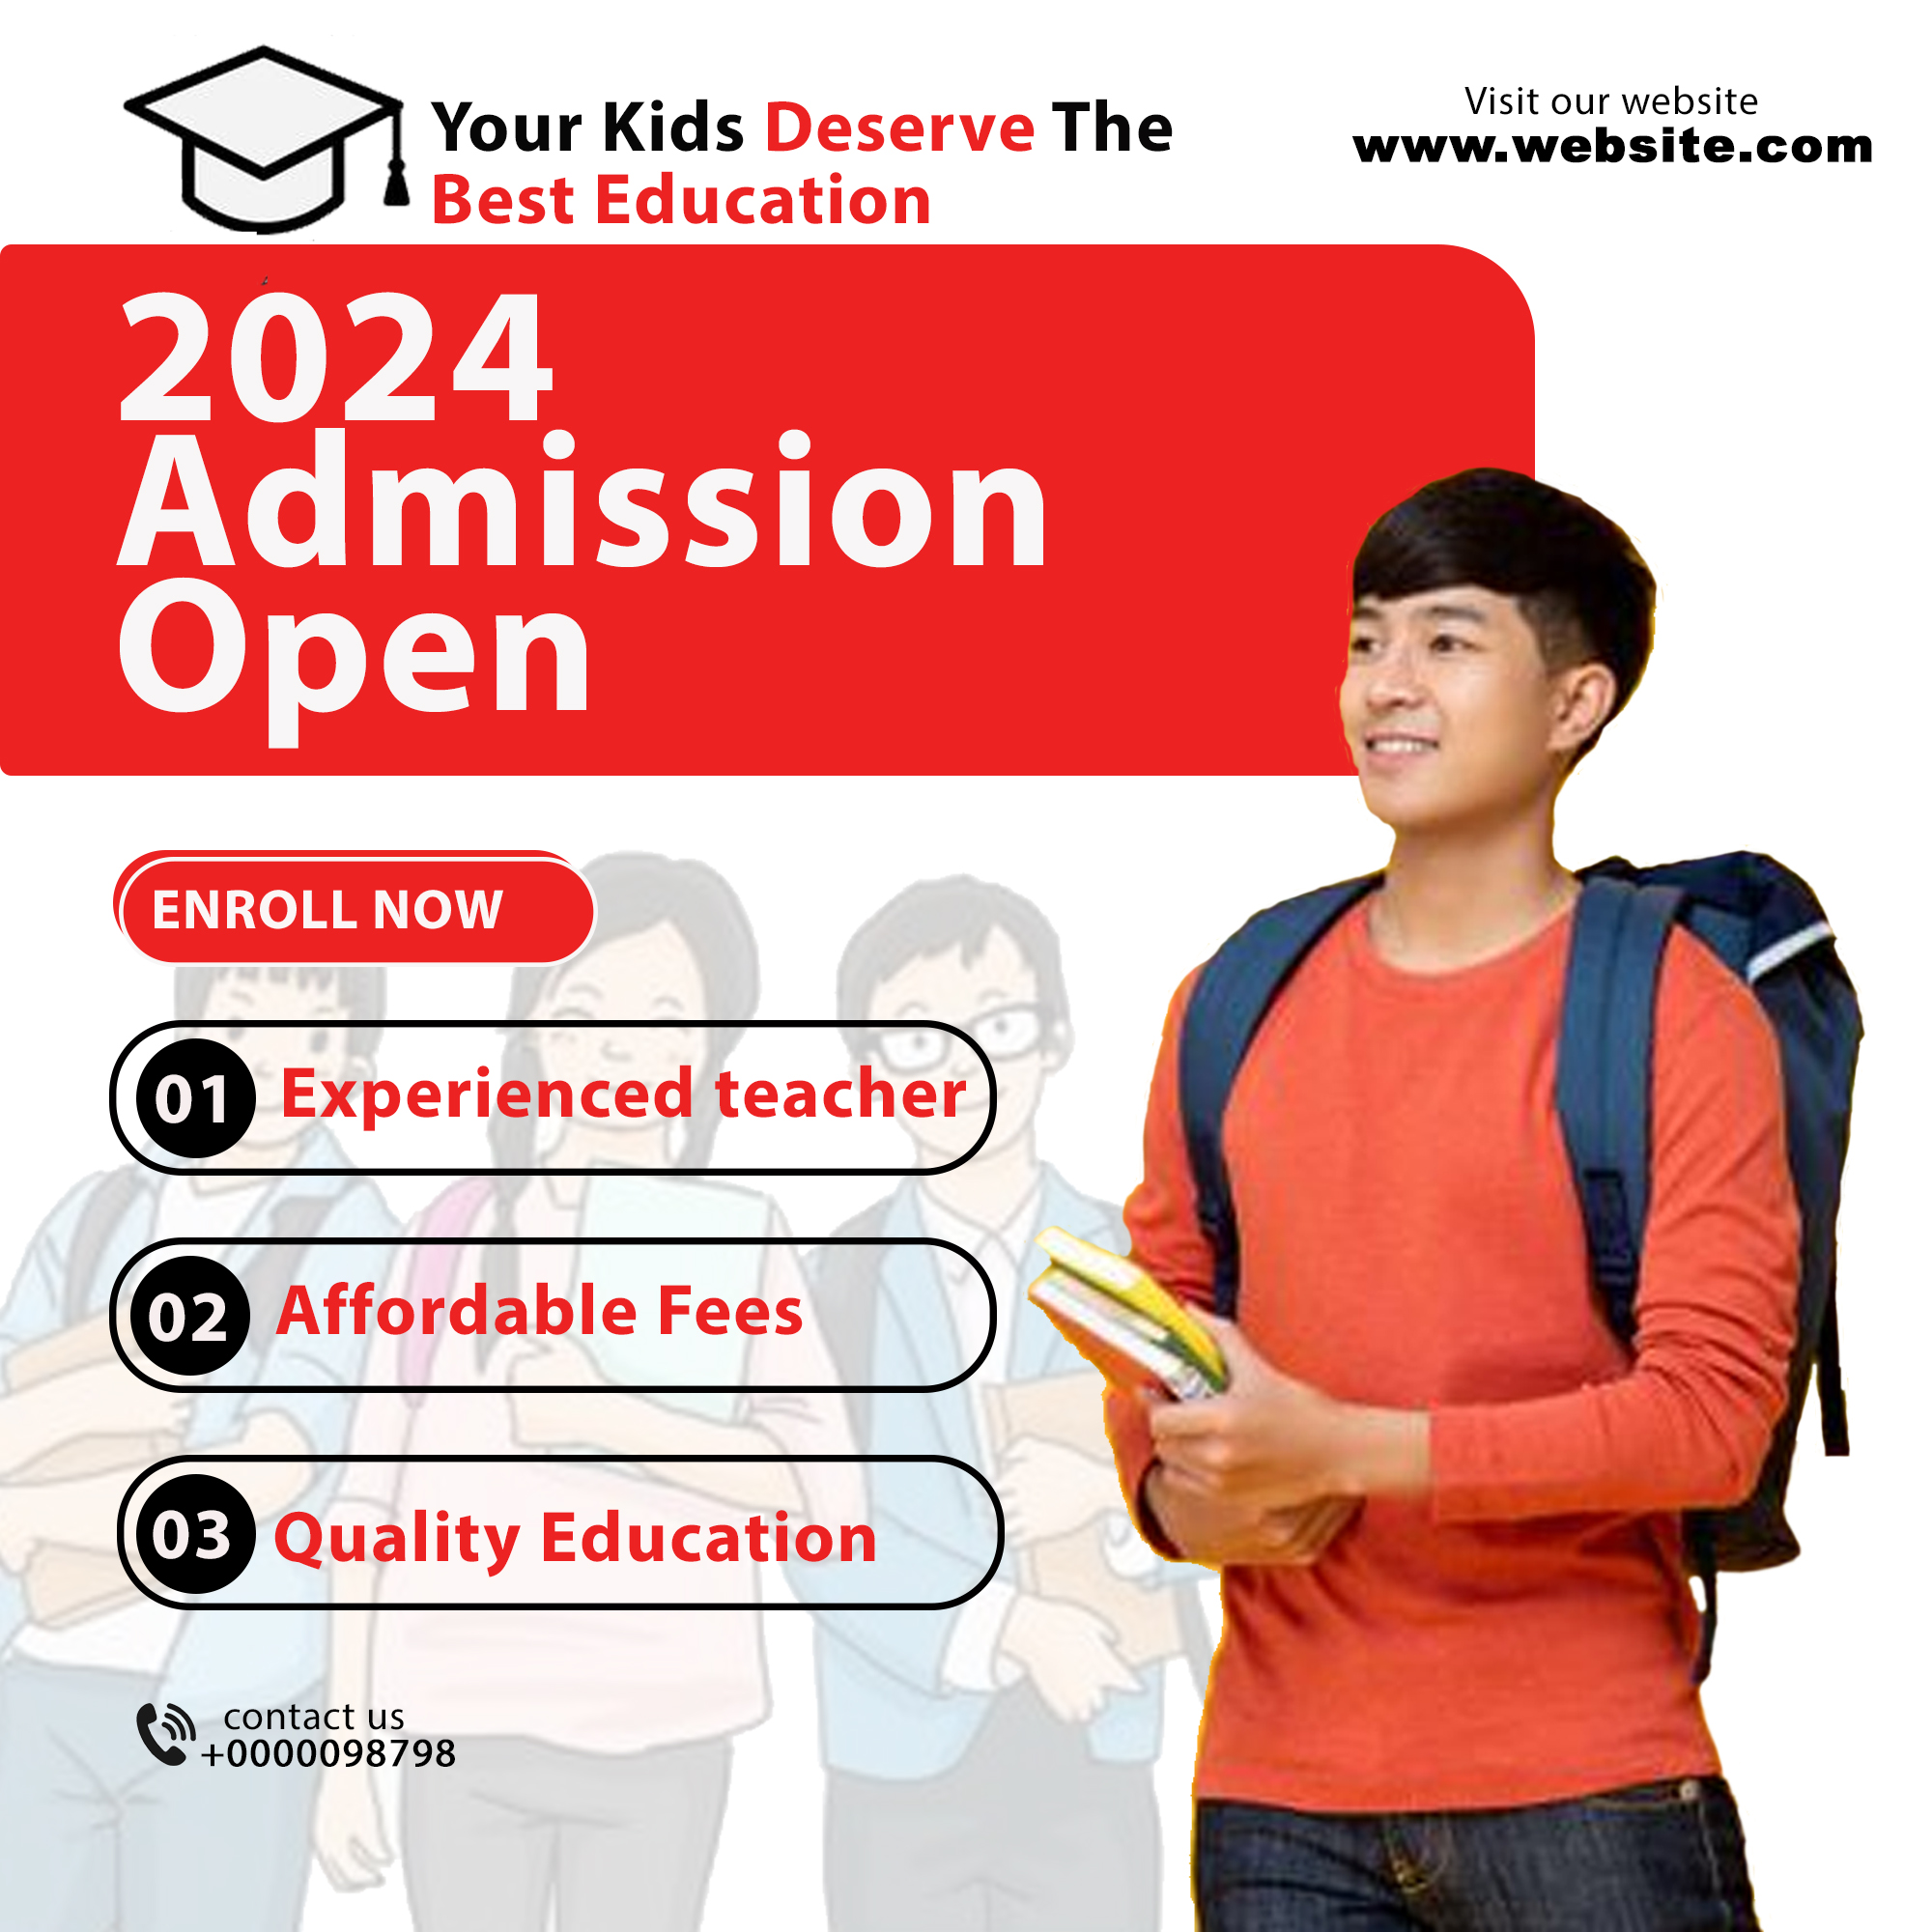 Your Kids Deserve The
Best Education
Visit our website
www.website.com
2024
Admission
Open
ENROLL NOW
01 Experienced teacher
02 Affordable Fees
03 Quality Education
contact us
+0000098798